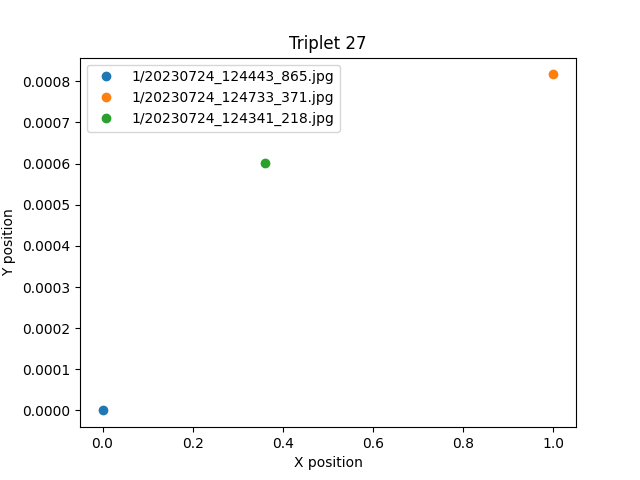 Triplet 27
1/20230724_124443_865.jpg
1/20230724_124733_371.jpg
1/20230724_124341_218.jpg
0.0008
0.0007
0.0006
0.0005
0.0004
0.0003
0.0002
0.0001
0.0000
Y position
0.0 0.2 0.4 0.6 0.8 1.0
X position